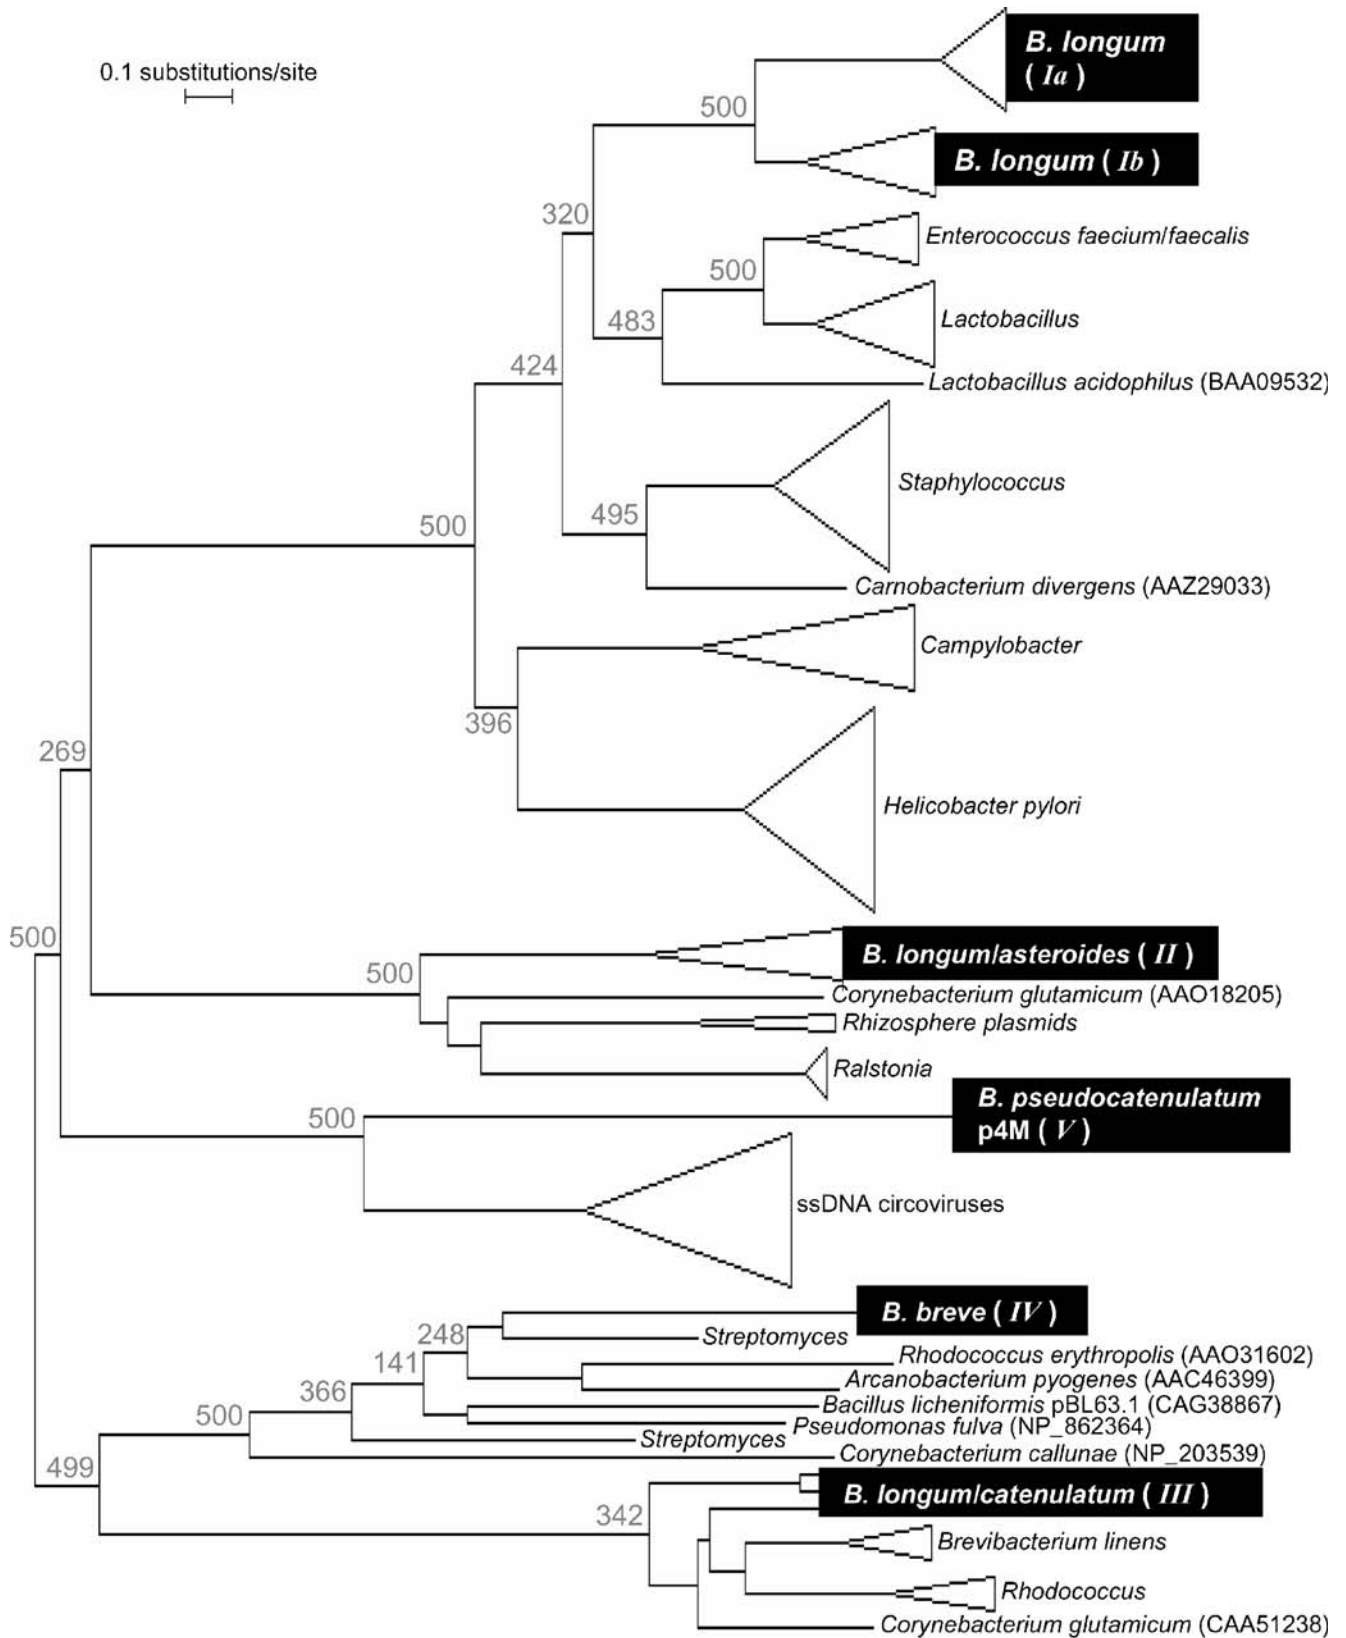 B. longum
( Ia )
0.1 substitutions/site
500
B. longum ( Ib )
320
Enterococcus faecium/faecalis
500
483
Lactobacillus
424
Lactobacillus acidophilus (BAA09532)
Staphylococcus
495
500
Carnobacterium divergens (AAZ29033)
Campylobacter
396
269
Helicobacter pylori
500
B. longum/asteroides ( II )
500
Corynebacterium glutamicum (AAO18205)
Rhizosphere plasmids
Ralstonia
B. pseudocatenulatum
p4M ( V )
500
ssDNA circoviruses
B. breve ( IV )
248
Streptomyces
141
Rhodococcus erythropolis (AAO31602)
Arcanobacterium pyogenes (AAC46399)
366
Bacillus licheniformis pBL63.1 (CAG38867)
500
Pseudomonas fulva (NP_862364)
Streptomyces
Corynebacterium callunae (NP_203539)
499
B. longum/catenulatum ( III )
342
Brevibacterium linens
Rhodococcus
Corynebacterium glutamicum (CAA51238)